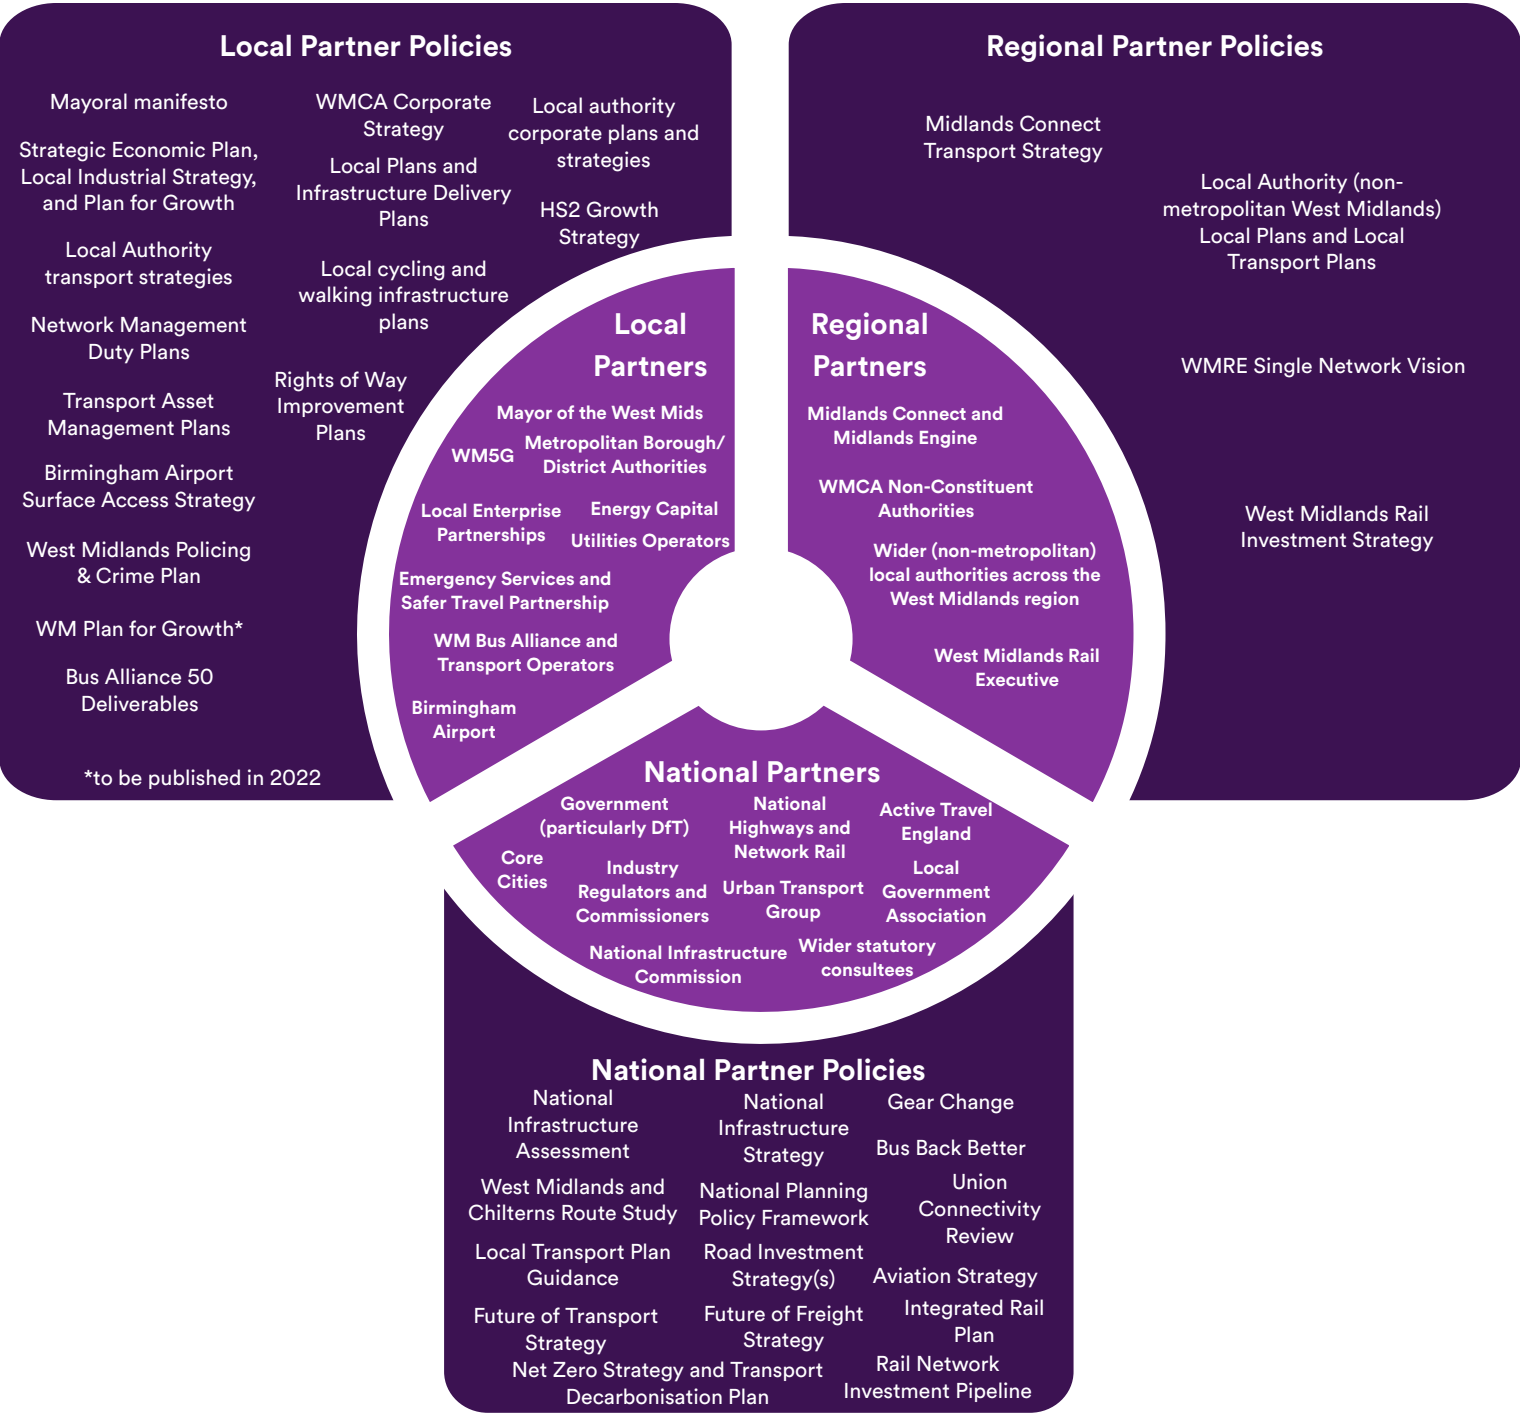 Local Partner Policies
Mayoral manifesto
Strategic Economic Plan,
Local Industrial Strategy,
and Plan for Growth
Local Authority
transport strategies
Network Management
Duty Plans
Transport Asset
Management Plans
Birmingham Airport
Surface Access Strategy
West Midlands Policing
& Crime Plan
WM Plan for Growth*
Bus Alliance 50
Deliverables
*to be published in 2022
WMCA Corporate
Strategy
Local Plans and
Infrastructure Delivery
Plans
Local cycling and
walking infrastructure
plans
Rights of Way
Improvement
Plans
Local authority
corporate plans and
strategies
HS2 Growth
Strategy
Regional Partner Policies
Midlands Connect
Transport Strategy
Local Authority (non-
metropolitan West Midlands)
Local Plans and Local
Transport Plans
WMRE Single Network Vision
West Midlands Rail
Investment Strategy
Local
Partners
Mayor of the West Mids
WM5G
Metropolitan Borough/
District Authorities
Local Enterprise
Partnerships
Energy Capital
Utilities Operators
Emergency Services and
Safer Travel Partnership
WM Bus Alliance and
Transport Operators
Birmingham
Airport
Regional
Partners
Midlands Connect and
Midlands Engine
WMCA Non-Constituent
Authorities
Wider (non-metropolitan)
local authorities across the
West Midlands region
West Midlands Rail
Executive
National Partners
Government
(particularly DfT)
National
Highways and
Network Rail
Active Travel
England
Core
Cities
Industry
Regulators and
Commissioners
Urban Transport
Group
Local
Government
Association
National Infrastructure
Commission
Wider statutory
consultees
National Partner Policies
National
Infrastructure
Assessment
West Midlands and
Chilterns Route Study
Local Transport Plan
Guidance
Future of Transport
Strategy
Net Zero Strategy and Transport
Decarbonisation Plan
National
Infrastructure
Strategy
National Planning
Policy Framework
Road Investment
Strategy(s)
Future of Freight
Strategy
Gear Change
Bus Back Better
Union
Connectivity
Review
Aviation Strategy
Integrated Rail
Plan
Rail Network
Investment Pipeline